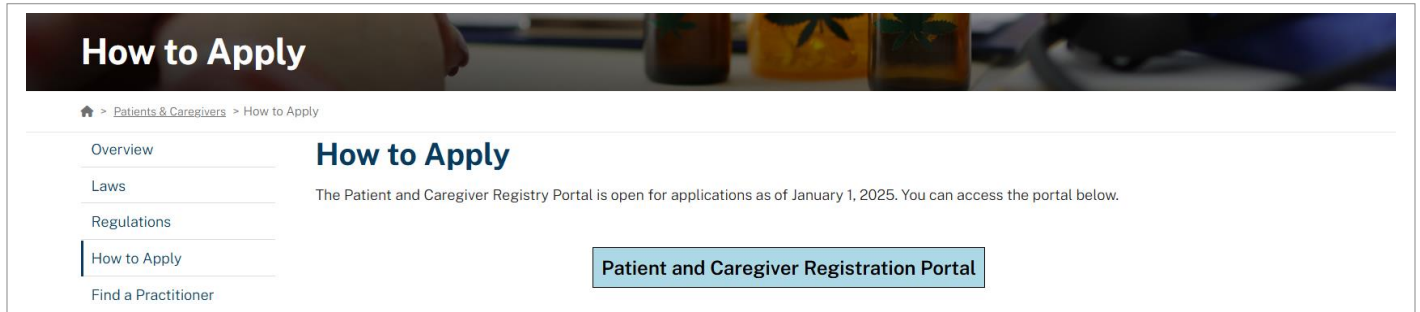 How to Apply
> Patients & Caregivers > How to Apply
Overview
Laws
Regulations
How to Apply
Find a Practitioner
How to Apply
The Patient and Caregiver Registry Portal is open for applications as of January 1, 2025. You can access the portal below.
Patient and Caregiver Registration Portal